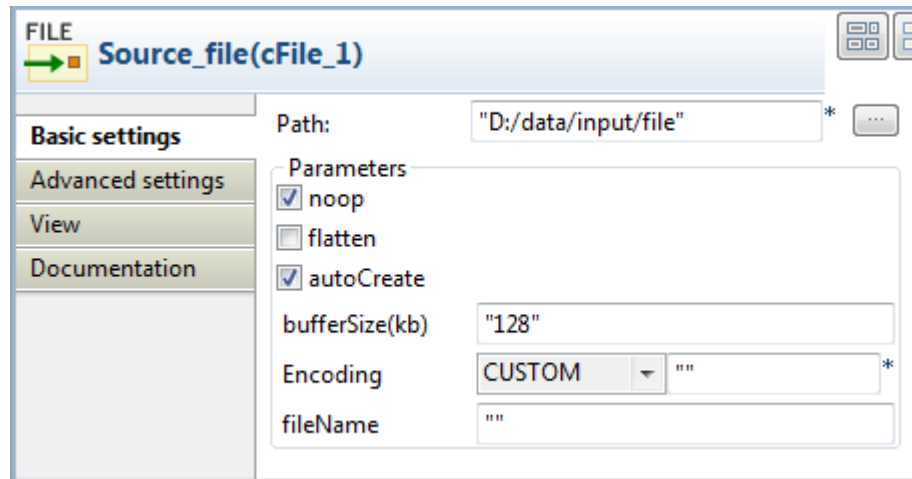 FILE
Source_file(cFile_1)
Basic settings
Advanced settings
View
Documentation
Path: "D:/data/input/file" * ...
Parameters
noop
flatten
autoCreate
bufferSize(kb) "128"
Encoding CUSTOM "" *
fileName ""